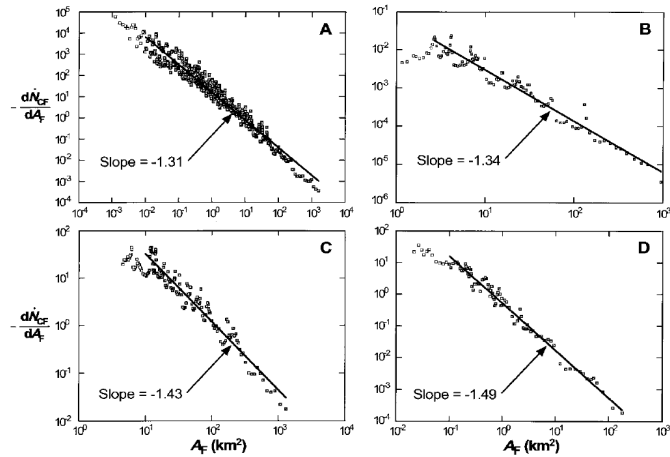 A
-dṄCF/dAF
10^5
10^4
10^3
10^2
10^1
10^0
10^-1
10^-2
10^-3
10^-4
Slope = -1.31
10^-4 10^-3 10^-2 10^-1 10^0 10^1 10^2 10^3 10^4
B
10^-1
10^-2
10^-3
10^-4
10^-5
10^-6
Slope = -1.34
10^1 10^1 10^2 10^3
C
-dṄCF/dAF
10^2
10^1
10^0
10^-1
10^-2
Slope = -1.43
10^0 10^1 10^2 10^3 10^4
AF (km²)
D
10^2
10^1
10^0
10^-1
10^-2
10^-3
10^-4
Slope = -1.49
10^-2 10^-1 10^0 10^1 10^2 10^3
AF (km²)